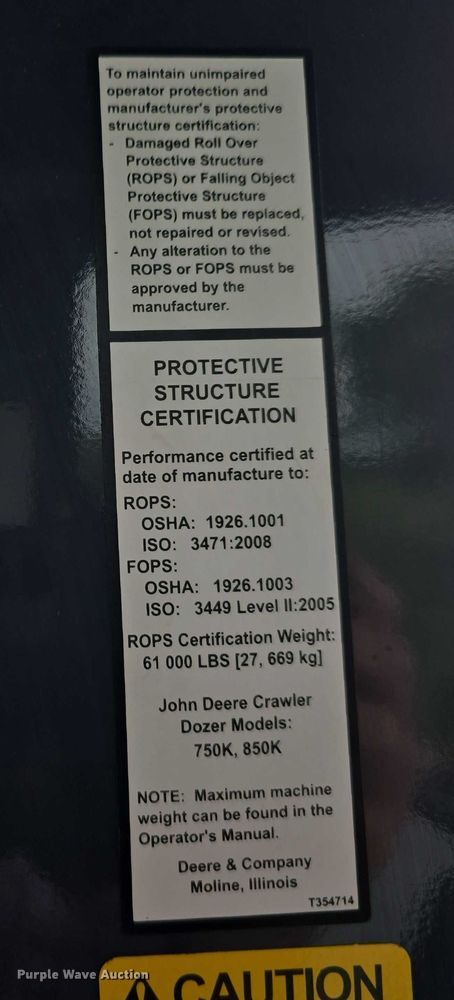 To maintain unimpaired
operator protection and
manufacturer's protective
structure certification:
- Damaged Roll Over
Protective Structure
(ROPS) or Falling Object
Protective Structure
(FOPS) must be replaced,
not repaired or revised.
- Any alteration to the
ROPS or FOPS must be
approved by the
manufacturer.
PROTECTIVE
STRUCTURE
CERTIFICATION
Performance certified at
date of manufacture to:
ROPS:
OSHA: 1926.1001
ISO: 3471:2008
FOPS:
OSHA: 1926.1003
ISO: 3449 Level II:2005
ROPS Certification Weight:
61 000 LBS [27, 669 kg]
John Deere Crawler
Dozer Models:
750K, 850K
NOTE: Maximum machine
weight can be found in the
Operator's Manual.
Deere & Company
Moline, Illinois
T354714
CAUTION
Purple Wave Auction